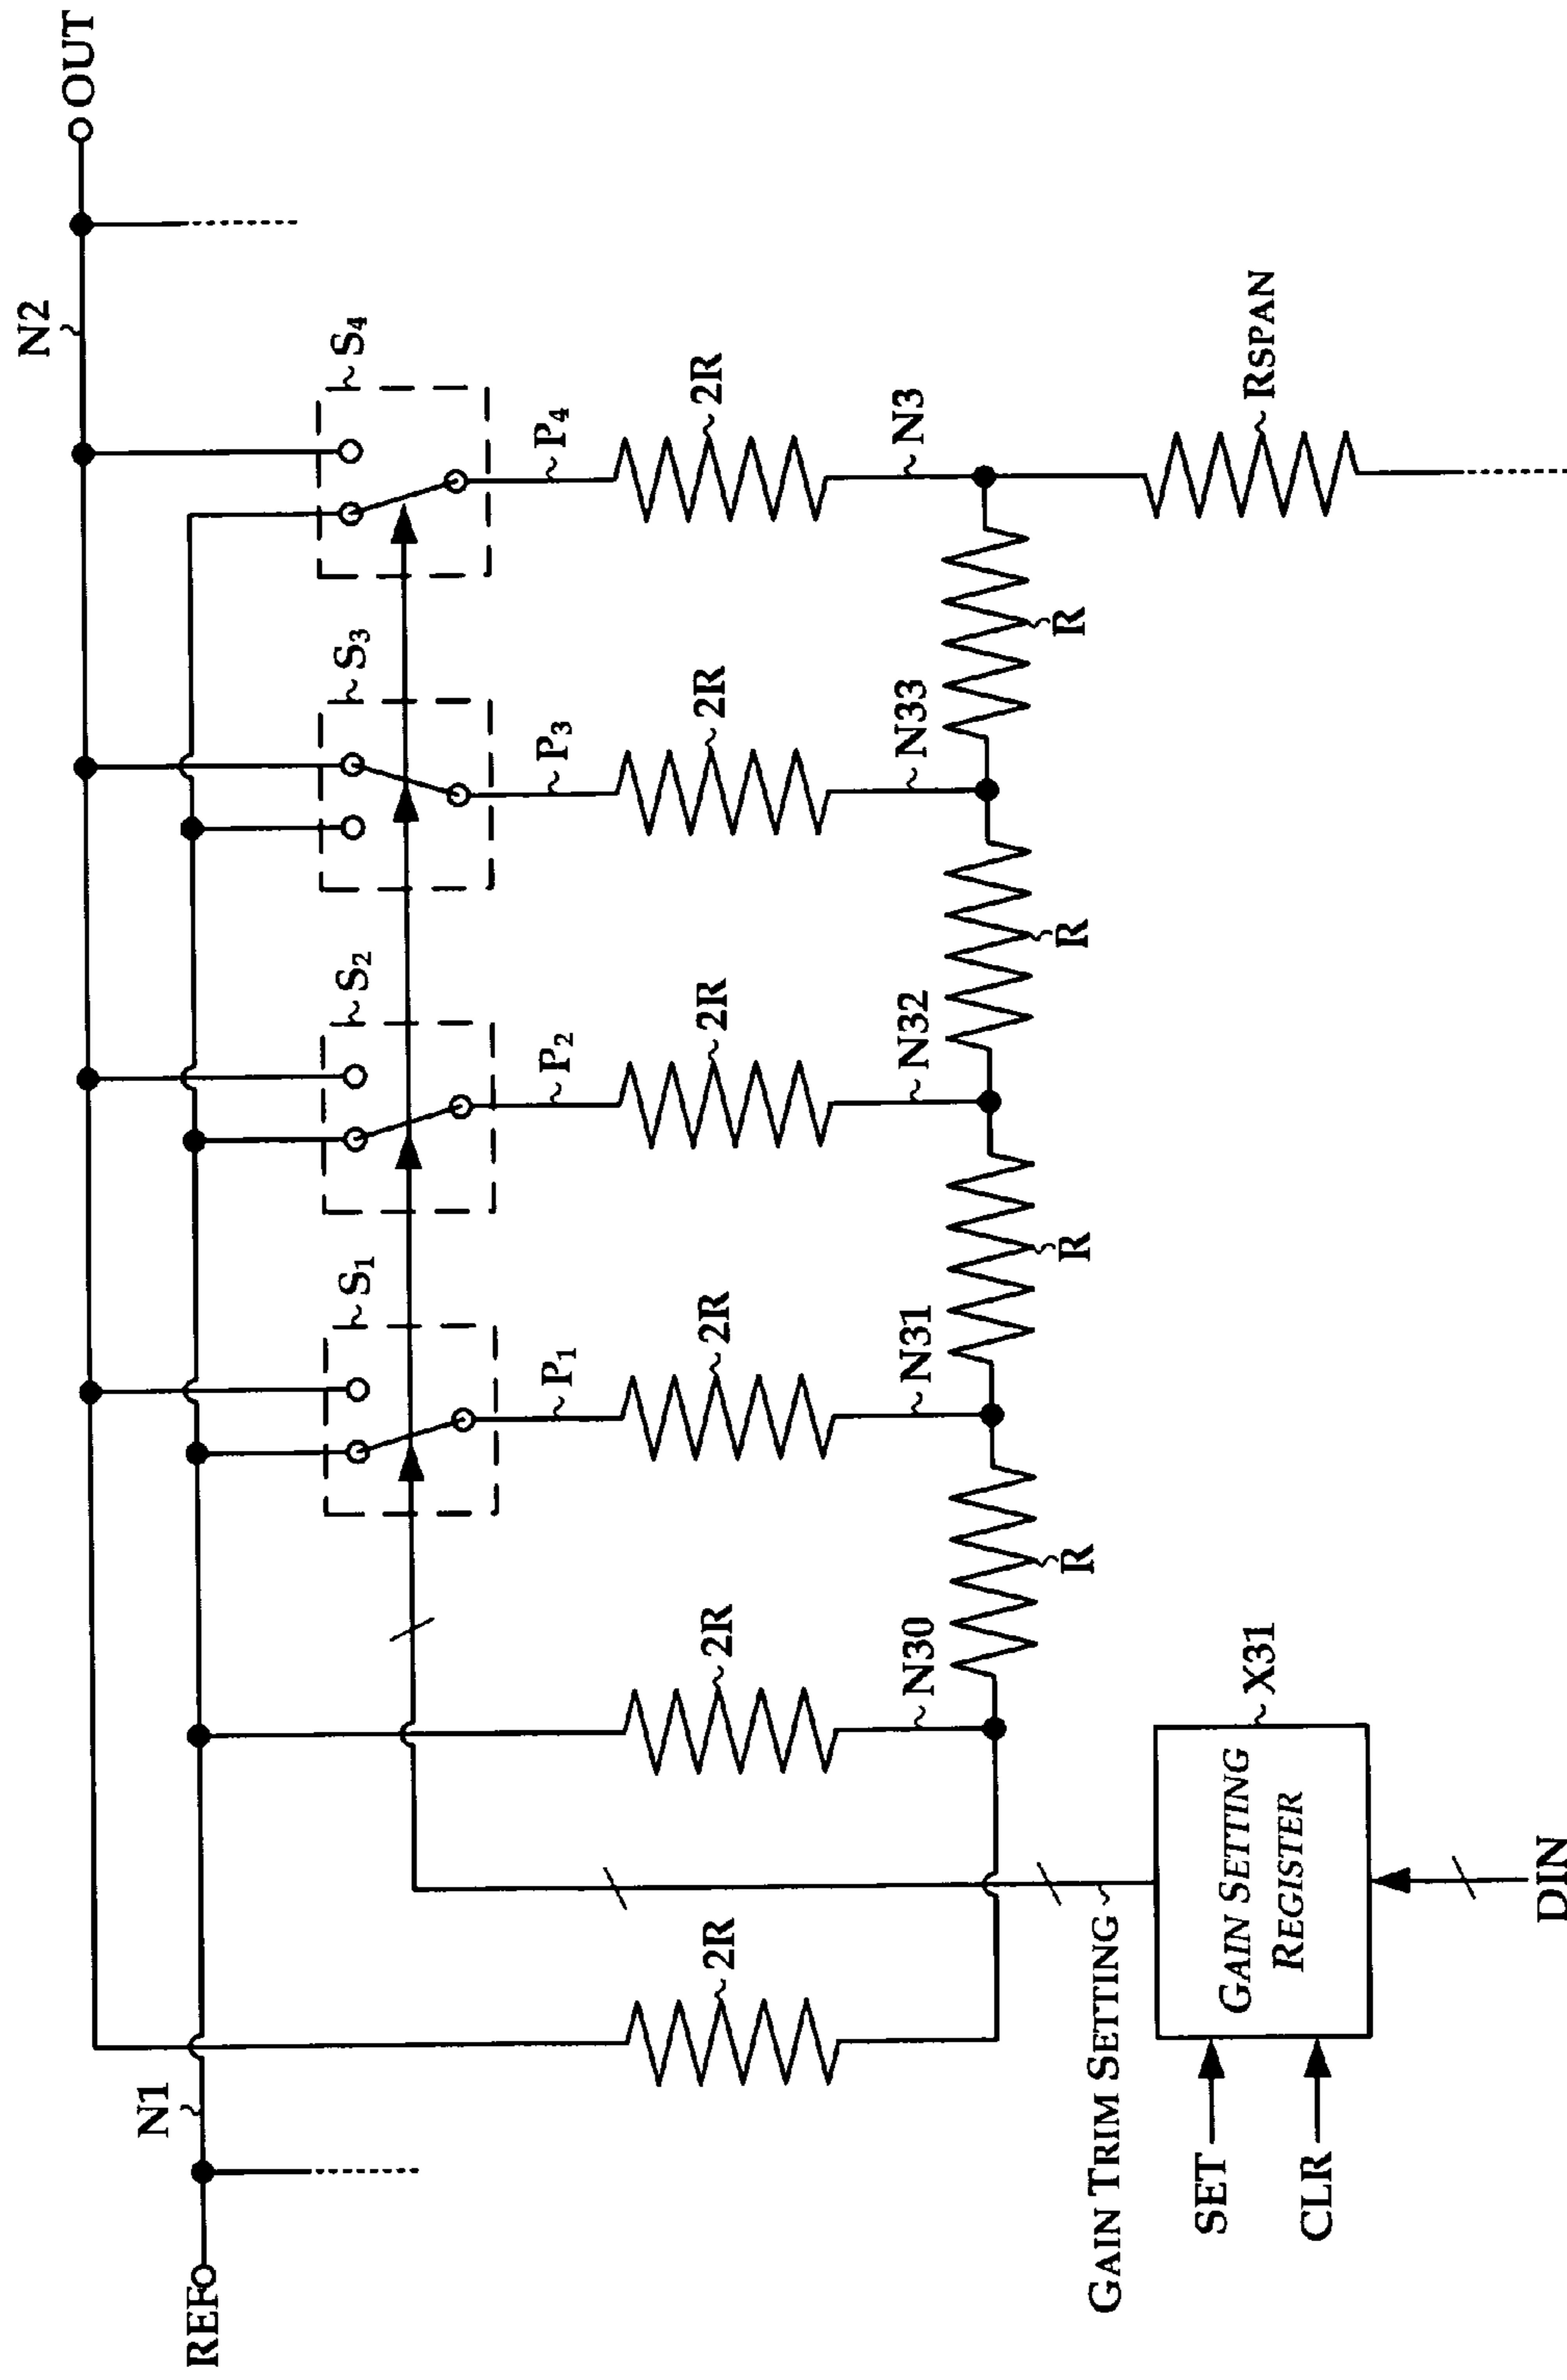 N2
OUT
N1
REF
S1
S2
S3
S4
P1
P2
P3
P4
2R
2R
2R
2R
2R
2R
N30
N31
N32
N33
N3
R
R
R
R
RSPAN
GAIN TRIM SETTING
X31
GAIN SETTING
REGISTER
SET
CLR
DIN